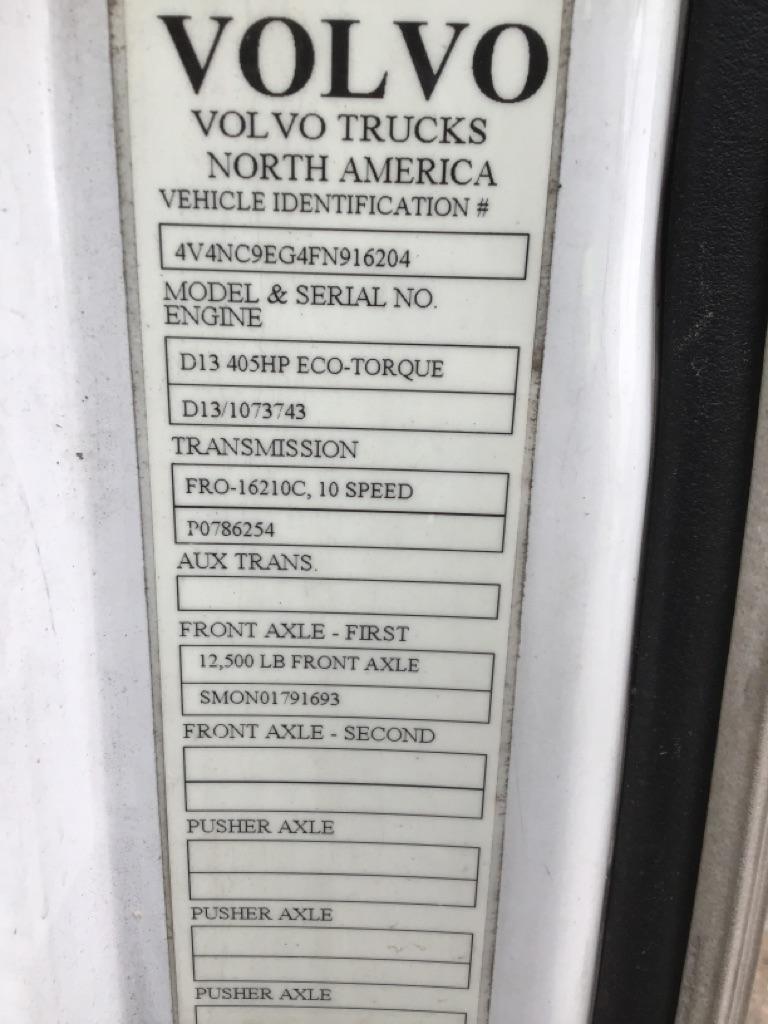 VOLVO
VOLVO TRUCKS
NORTH AMERICA
VEHICLE IDENTIFICATION #
4V4NC9EG4FN916204
MODEL & SERIAL NO.
ENGINE
D13 405HP ECO-TORQUE
D13/1073743
TRANSMISSION
FRO-16210C, 10 SPEED
P0786254
AUX TRANS.
FRONT AXLE - FIRST
12,500 LB FRONT AXLE
SMON01791693
FRONT AXLE - SECOND
PUSHER AXLE
PUSHER AXLE
PUSHER AXLE